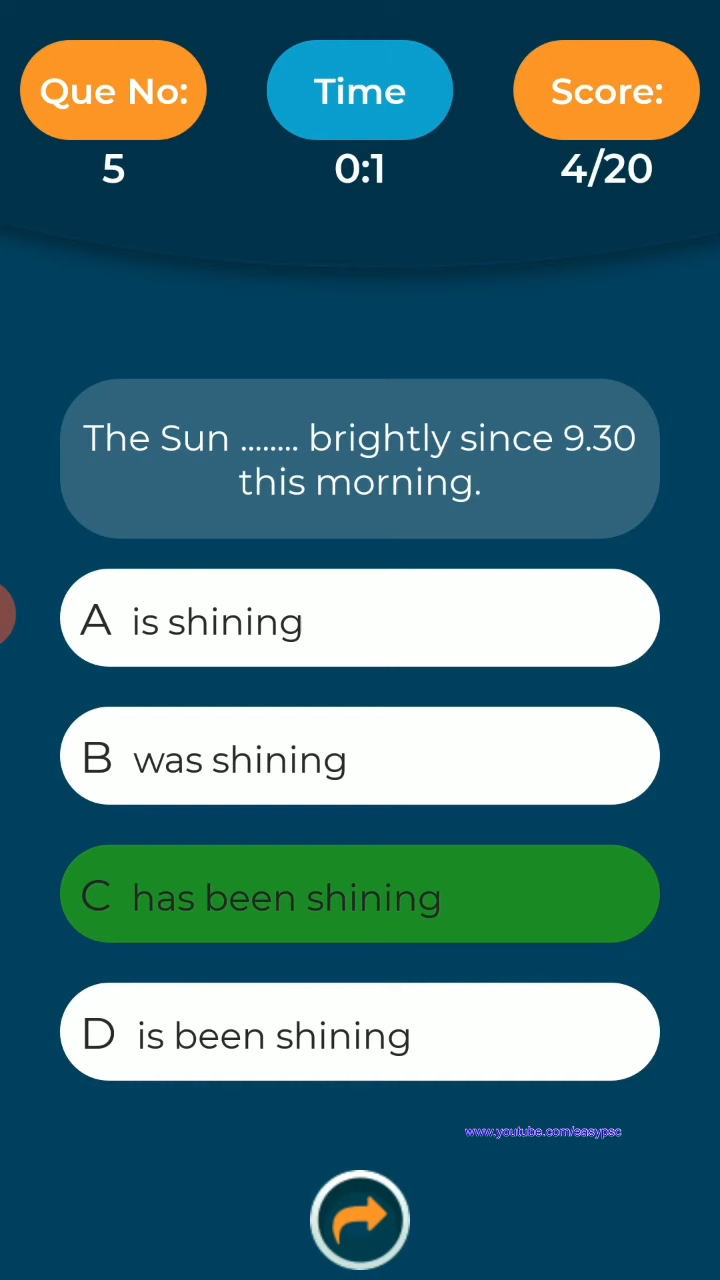 Que No:
Time
Score:
5
0:1
4/20
The Sun ........ brightly since 9.30
this morning.
A is shining
B was shining
C has been shining
D is been shining
www.youtube.com/easypsc